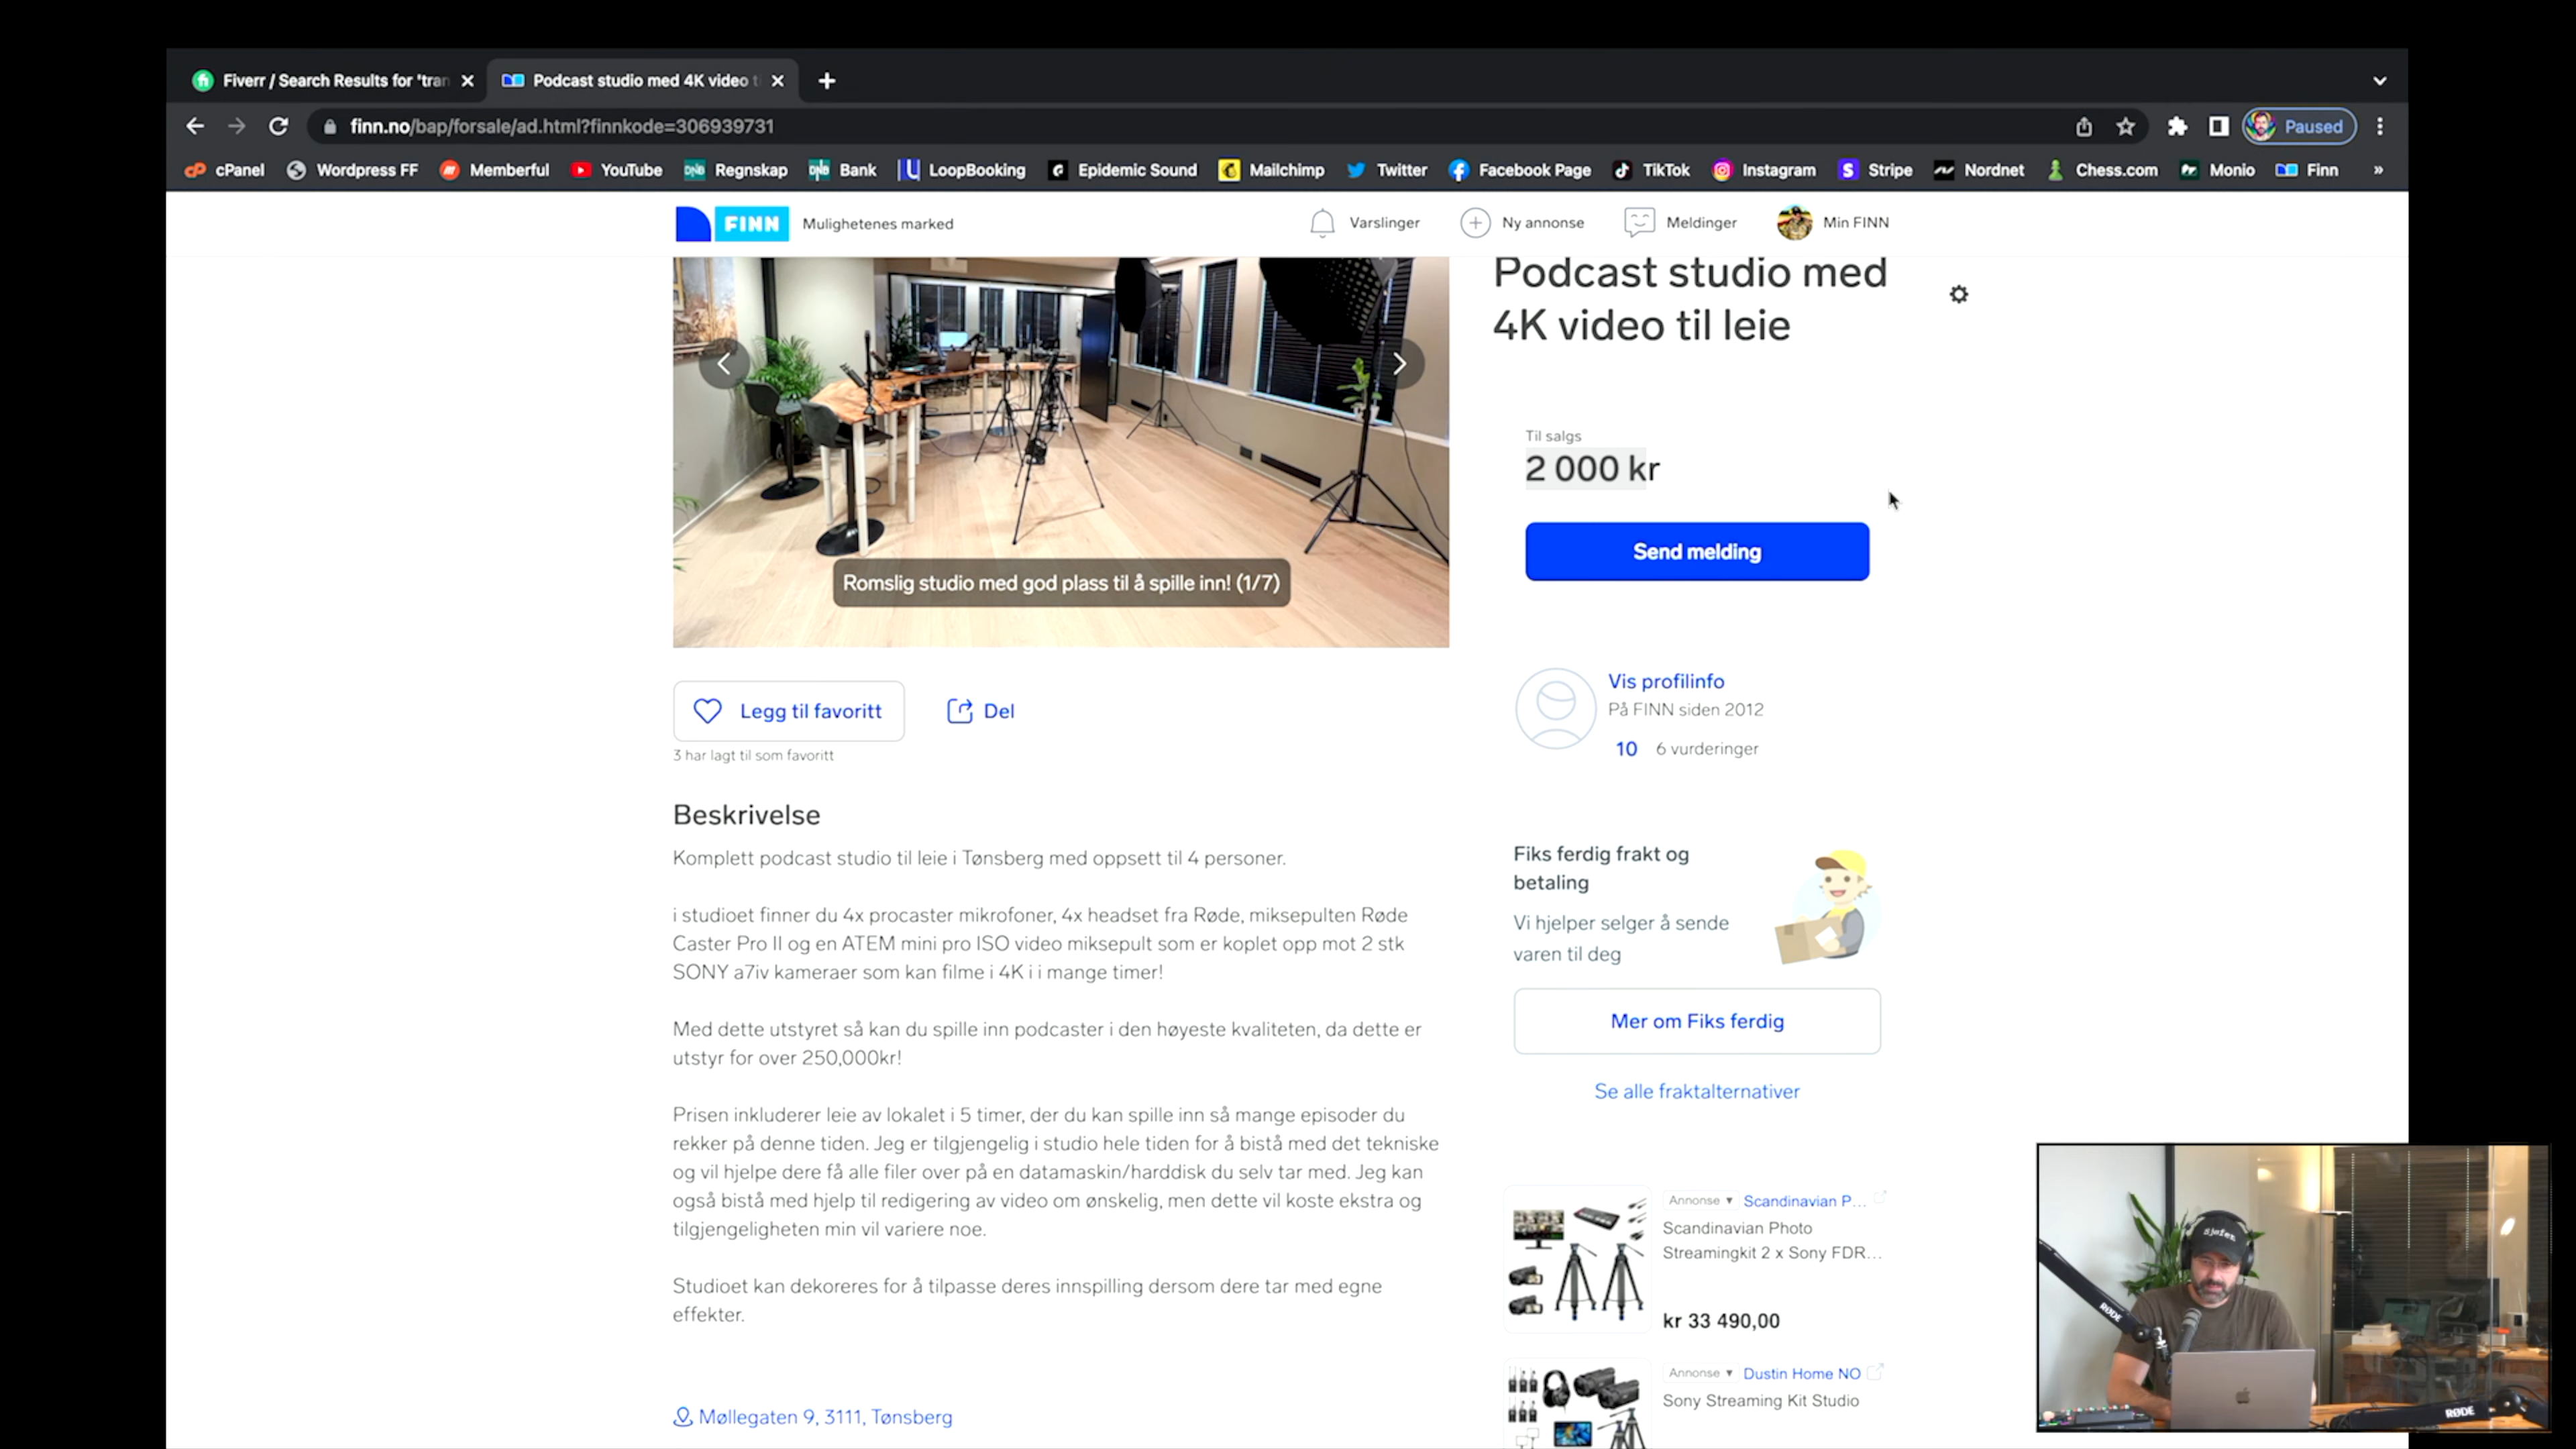 Fiverr / Search Results for 'tran
Podcast studio med 4K video t
finn.no/bap/forsale/ad.html?finnkode=306939731
Paused
cPanel
Wordpress FF
Memberful
YouTube
DNB Regnskap
DNB Bank
LoopBooking
Epidemic Sound
Mailchimp
Twitter
Facebook Page
TikTok
Instagram
Stripe
Nordnet
Chess.com
Monio
Finn
»
FINN
Mulighetenes marked
Varslinger
Ny annonse
Meldinger
Min FINN
Romslig studio med god plass til å spille inn! (1/7)
Podcast studio med
4K video til leie
Til salgs
2 000 kr
Send melding
Legg til favoritt
Del
3 har lagt til som favoritt
Vis profilinfo
På FINN siden 2012
10 6 vurderinger
Beskrivelse
Komplett podcast studio til leie i Tønsberg med oppsett til 4 personer.
i studioet finner du 4x procaster mikrofoner, 4x headset fra Røde, miksepulten Røde
Caster Pro II og en ATEM mini pro ISO video miksepult som er koplet opp mot 2 stk
SONY a7iv kameraer som kan filme i 4K i i mange timer!
Med dette utstyret så kan du spille inn podcaster i den høyeste kvaliteten, da dette er
utstyr for over 250,000kr!
Prisen inkluderer leie av lokalet i 5 timer, der du kan spille inn så mange episoder du
rekker på denne tiden. Jeg er tilgjengelig i studio hele tiden for å bistå med det tekniske
og vil hjelpe dere få alle filer over på en datamaskin/harddisk du selv tar med. Jeg kan
også bistå med hjelp til redigering av video om ønskelig, men dette vil koste ekstra og
tilgjengeligheten min vil variere noe.
Studioet kan dekoreres for å tilpasse deres innspilling dersom dere tar med egne
effekter.
Møllegaten 9, 3111, Tønsberg
Fiks ferdig frakt og
betaling
Vi hjelper selger å sende
varen til deg
Mer om Fiks ferdig
Se alle fraktalternativer
Annonse ▼ Scandinavian P...
Scandinavian Photo
Streamingkit 2 x Sony FDR...
kr 33 490,00
Annonse ▼ Dustin Home NO
Sony Streaming Kit Studio
Sjefen
RØDE
RØDE